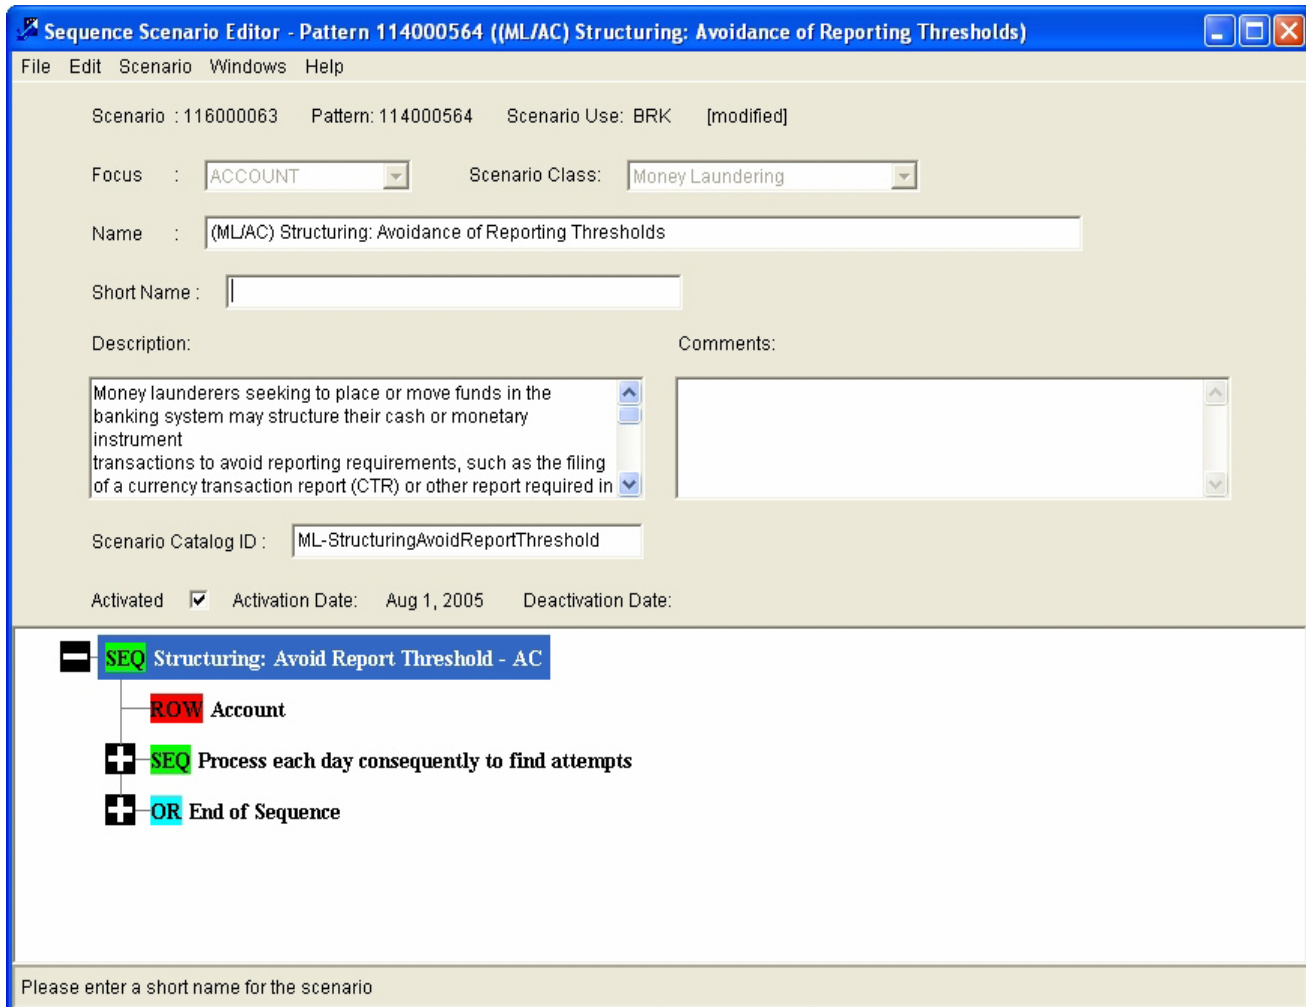 Sequence Scenario Editor - Pattern 114000564 ((ML/AC) Structuring: Avoidance of Reporting Thresholds)
File Edit Scenario Windows Help
Scenario : 116000063 Pattern: 114000564 Scenario Use: BRK [modified]
Focus : ACCOUNT Scenario Class: Money Laundering
Name : (ML/AC) Structuring: Avoidance of Reporting Thresholds
Short Name :
Description: Comments:
Money launderers seeking to place or move funds in the
banking system may structure their cash or monetary
instrument
transactions to avoid reporting requirements, such as the filing
of a currency transaction report (CTR) or other report required in
Scenario Catalog ID : ML-StructuringAvoidReportThreshold
Activated Activation Date: Aug 1, 2005 Deactivation Date:
SEQ Structuring: Avoid Report Threshold - AC
ROW Account
SEQ Process each day consequently to find attempts
OR End of Sequence
Please enter a short name for the scenario